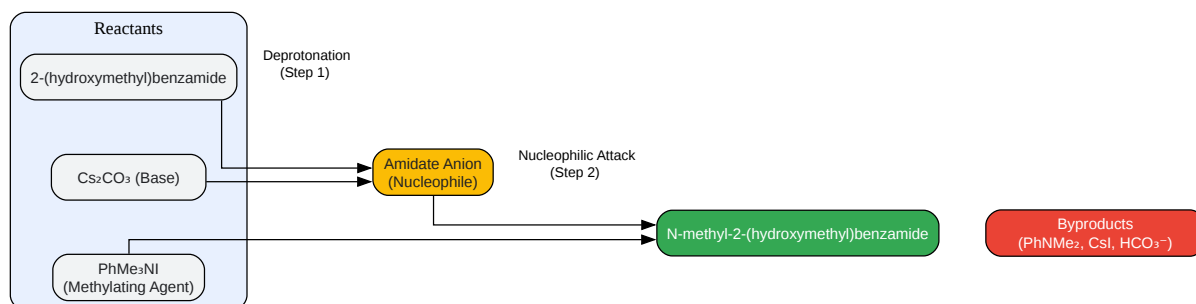 Reactants
2-(hydroxymethyl)benzamide
Deprotonation
(Step 1)
Cs₂CO₃ (Base)
Amidate Anion
(Nucleophile)
Nucleophilic Attack
(Step 2)
PhMe₃NI
(Methylating Agent)
N-methyl-2-(hydroxymethyl)benzamide
Byproducts
(PhNMe₂, CsI, HCO₃⁻)